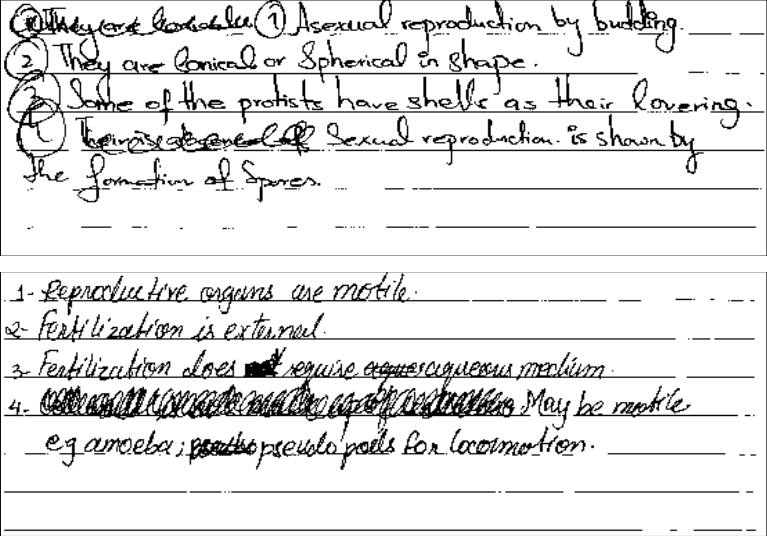 ① Asexual reproduction by budding.
② They are Conical or Spherical in shape.
③ Some of the protists have shells as their Covering.
④ Sexual reproduction is shown by
the formation of Spores.
1- Reproductive organs are motile.
2- Fertilization is external.
3- Fertilization does require aqueous medium.
4- May be motile
eg amoeba; pseudo pods for locomotion.